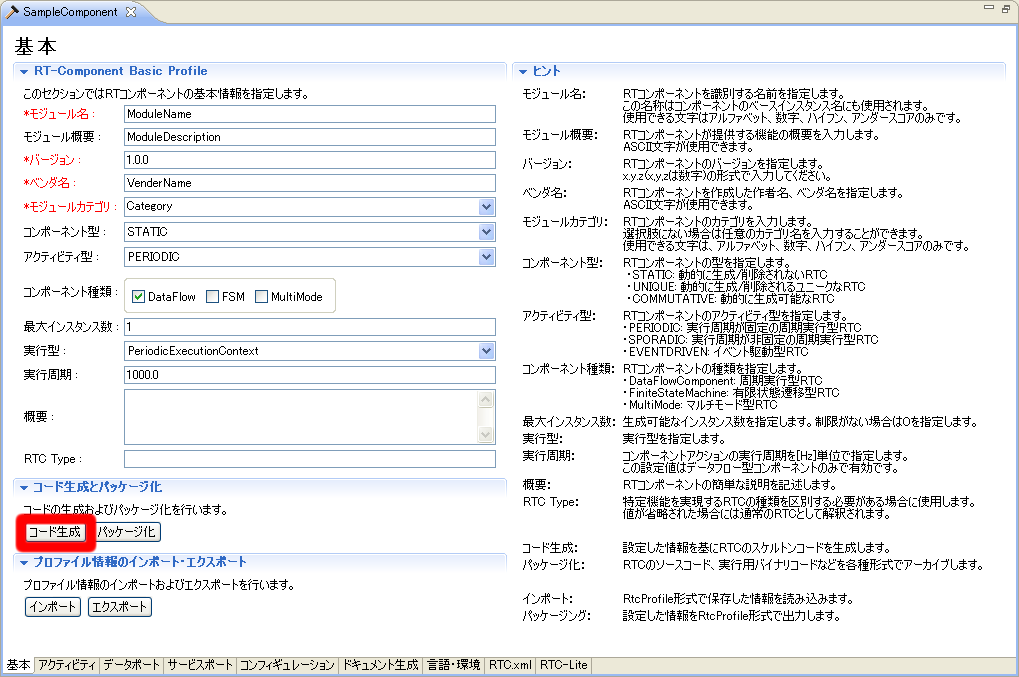 SampleComponent
基本
RT-Component Basic Profile
このセクションではRTコンポーネントの基本情報を指定します。
*モジュール名 :
ModuleName
モジュール概要 :
ModuleDescription
*バージョン :
1.0.0
*ベンダ名 :
VenderName
*モジュールカテゴリ :
Category
コンポーネント型 :
STATIC
アクティビティ型 :
PERIODIC
コンポーネント種類 :
DataFlow FSM MultiMode
最大インスタンス数 :
1
実行型 :
PeriodicExecutionContext
実行周期 :
1000.0
概要 :
RTC Type :
コード生成とパッケージ化
コードの生成およびパッケージ化を行います。
コード生成 パッケージ化
プロファイル情報のインポート・エクスポート
プロファイル情報のインポートおよびエクスポートを行います。
インポート エクスポート
ヒント
モジュール名:
RTコンポーネントを識別する名前を指定します。
この名称はコンポーネントのベースインスタンス名にも使用されます。
使用できる文字はアルファベット、数字、ハイフン、アンダースコアのみです。
モジュール概要:
RTコンポーネントが提供する機能の概要を入力します。
ASCII文字が使用できます。
バージョン:
RTコンポーネントのバージョンを指定します。
x.y.z(x,y,zは数字)の形式で入力してください。
ベンダ名:
RTコンポーネントを作成した作者名、ベンダ名を指定します。
ASCII文字が使用できます。
モジュールカテゴリ:
RTコンポーネントのカテゴリを入力します。
選択肢にない場合は任意のカテゴリ名を入力することができます。
使用できる文字は、アルファベット、数字、ハイフン、アンダースコアのみです。
コンポーネント型:
RTコンポーネントの型を指定します。
・STATIC: 動的に生成/削除されないRTC
・UNIQUE: 動的に生成/削除されるユニークなRTC
・COMMUTATIVE: 動的に生成可能なRTC
アクティビティ型:
RTコンポーネントのアクティビティ型を指定します。
・PERIODIC: 実行周期が固定の周期実行型RTC
・SPORADIC: 実行周期が非固定の周期実行型RTC
・EVENTDRIVEN: イベント駆動型RTC
コンポーネント種類:
RTコンポーネントの種類を指定します。
・DataFlowComponent: 周期実行型RTC
・FiniteStateMachine: 有限状態遷移型RTC
・MultiMode: マルチモード型RTC
最大インスタンス数:
生成可能なインスタンス数を指定します。制限がない場合は0を指定します。
実行型:
実行型を指定します。
実行周期:
コンポーネントアクションの実行周期を[Hz]単位で指定します。
この設定値はデータフロー型コンポーネントのみで有効です。
概要:
RTコンポーネントの簡単な説明を記述します。
RTC Type:
特定機能を実現するRTCの種類を区別する必要がある場合に使用します。
値が省略された場合には通常のRTCとして解釈されます。
コード生成:
設定した情報を基にRTCのスケルトンコードを生成します。
パッケージ化:
RTCのソースコード、実行用バイナリコードなどを各種形式でアーカイブします。
インポート:
RtcProfile形式で保存した情報を読み込みます。
パッケージング:
設定した情報をRtcProfile形式で出力します。
基本 アクティビティ データポート サービスポート コンフィギュレーション ドキュメント生成 言語・環境 RTC.xml RTC-Lite